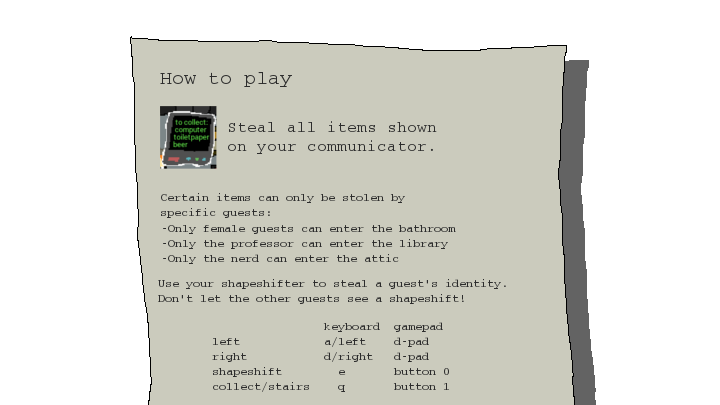 How to play
to collect:
computer
toiletpaper
beer
Steal all items shown
on your communicator.
Certain items can only be stolen by
specific guests:
-Only female guests can enter the bathroom
-Only the professor can enter the library
-Only the nerd can enter the attic
Use your shapeshifter to steal a guest's identity.
Don't let the other guests see a shapeshift!
keyboard gamepad
left a/left d-pad
right d/right d-pad
shapeshift e button 0
collect/stairs q button 1